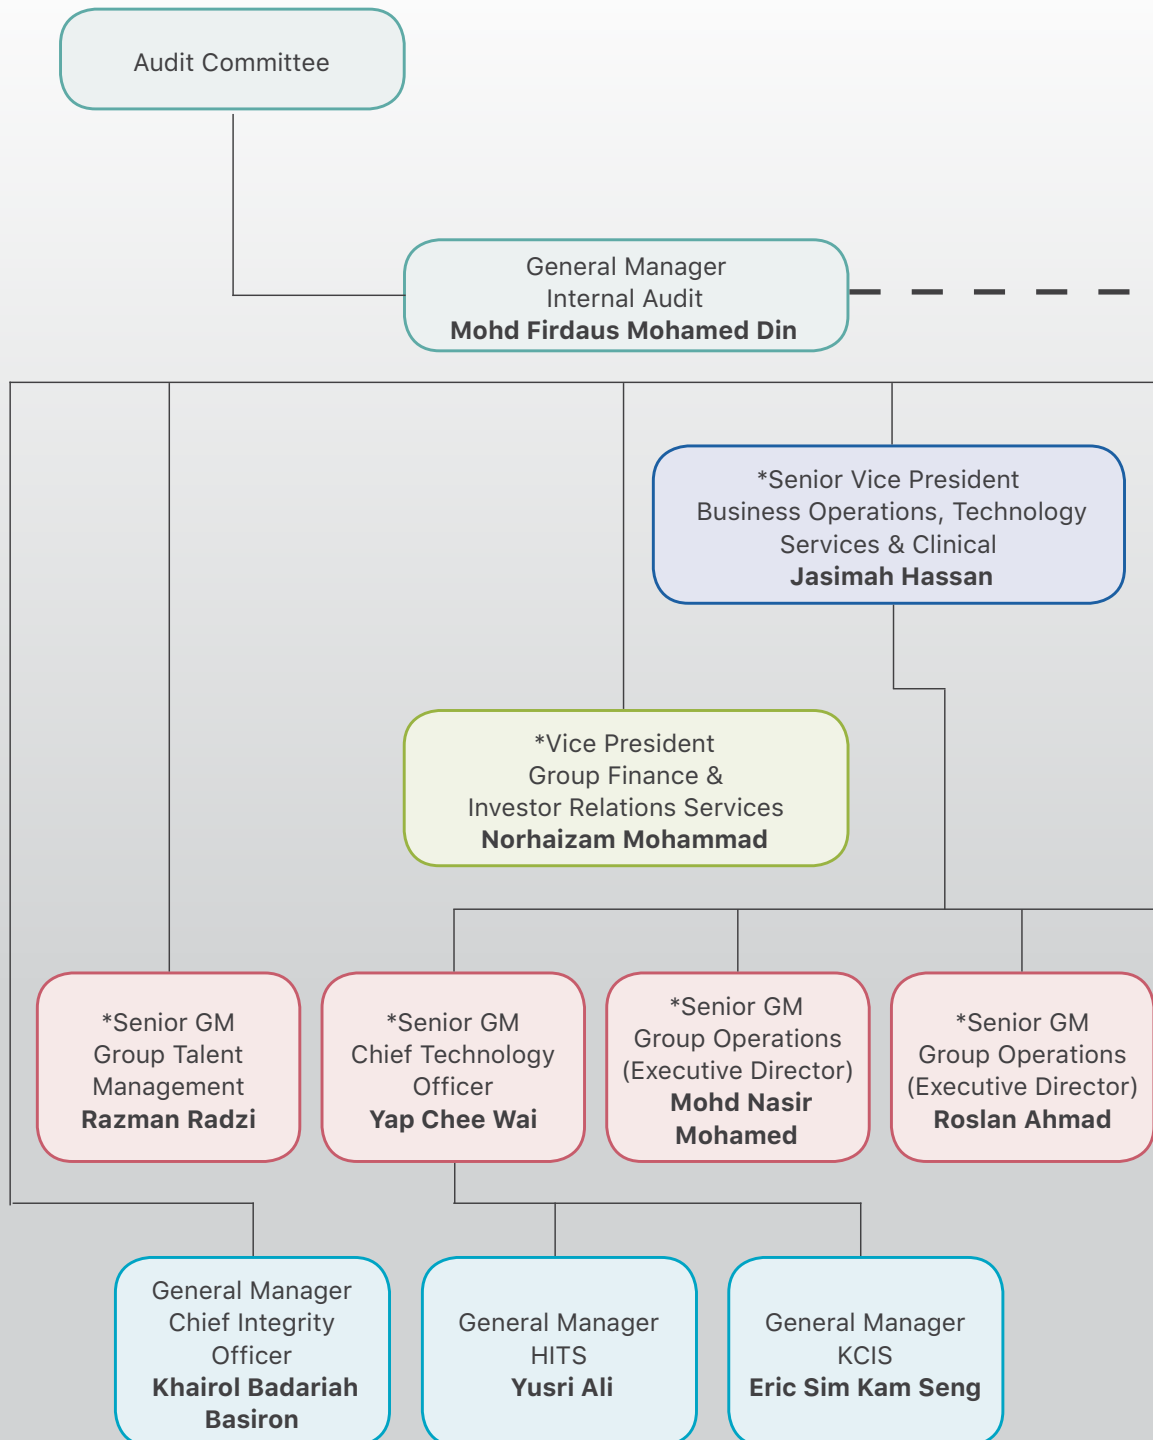 Audit Committee
General Manager
Internal Audit
Mohd Firdaus Mohamed Din
*Senior Vice President
Business Operations, Technology
Services & Clinical
Jasimah Hassan
*Vice President
Group Finance &
Investor Relations Services
Norhaizam Mohammad
*Senior GM
Group Talent
Management
Razman Radzi
*Senior GM
Chief Technology
Officer
Yap Chee Wai
*Senior GM
Group Operations
(Executive Director)
Mohd Nasir
Mohamed
*Senior GM
Group Operations
(Executive Director)
Roslan Ahmad
General Manager
Chief Integrity
Officer
Khairol Badariah
Basiron
General Manager
HITS
Yusri Ali
General Manager
KCIS
Eric Sim Kam Seng